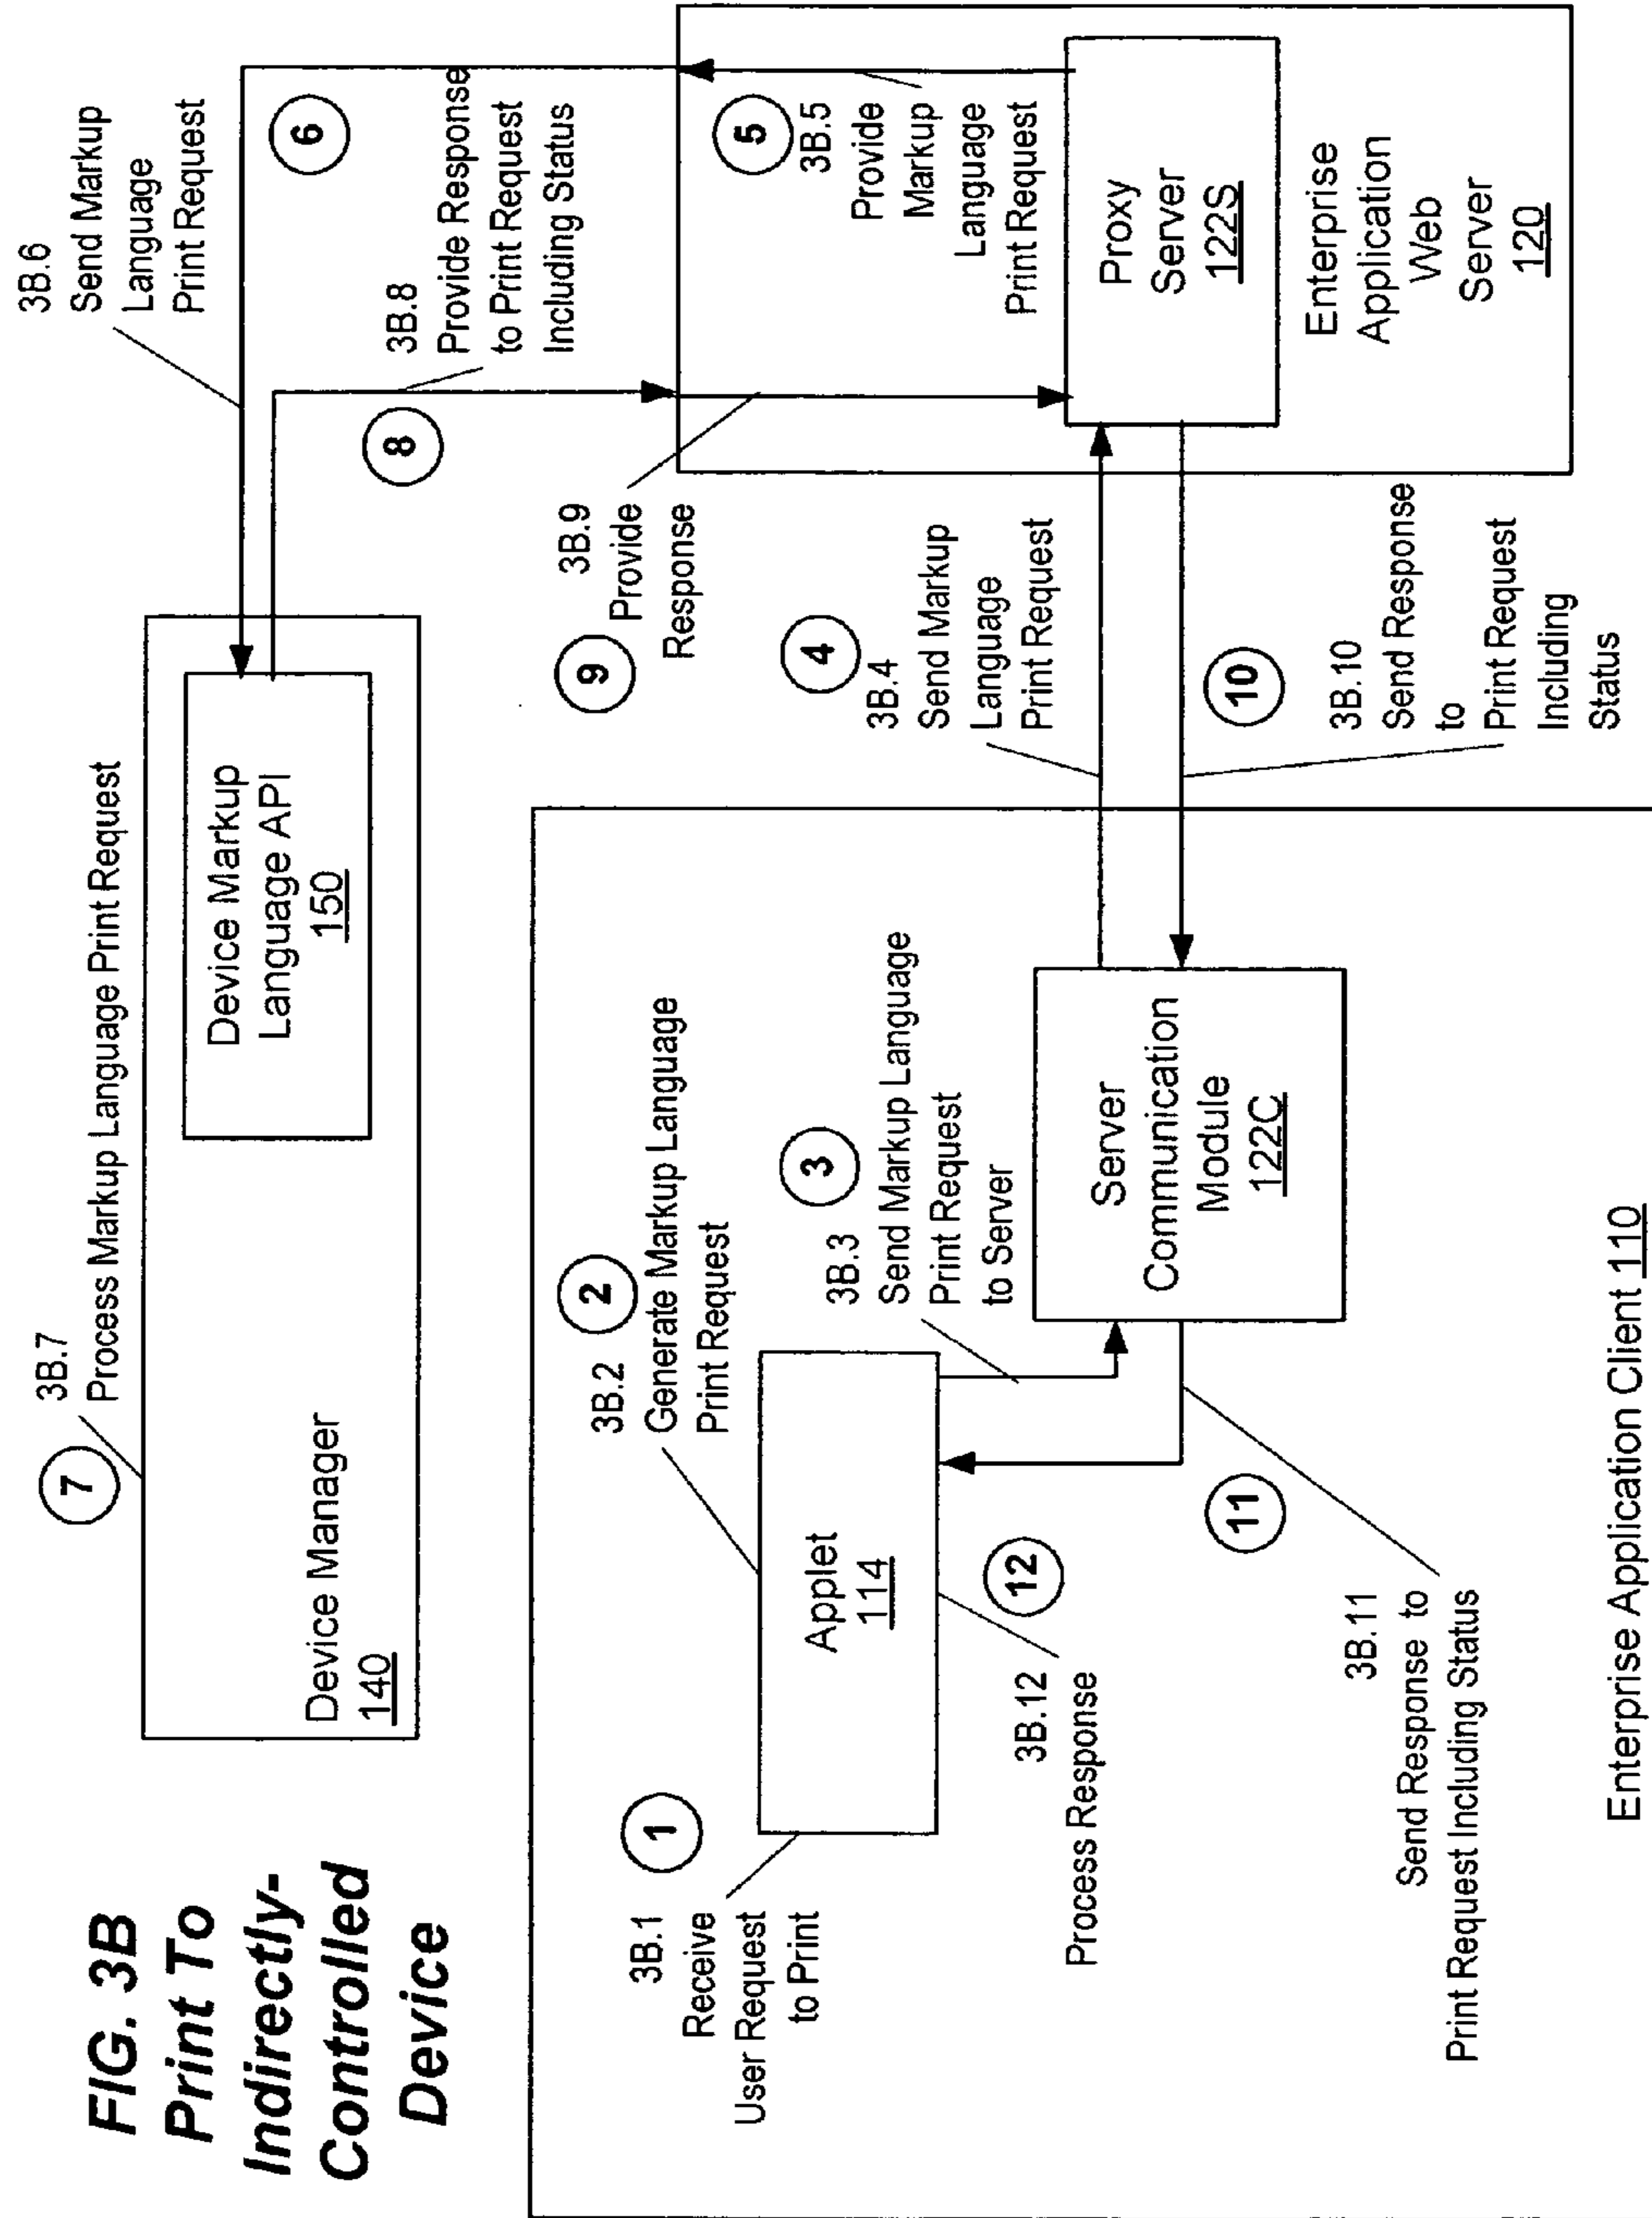 FIG. 3B
Print To
Indirectly-
Controlled
Device
7
3B.7
Process Markup Language Print Request
Device Manager
140
Device Markup
Language API
150
3B.6
Send Markup
Language
Print Request
6
3B.8
Provide Response
to Print Request
Including Status
8
3B.9
Provide
Response
9
5
3B.5
Provide
Markup
Language
Print Request
Proxy
Server
122S
Enterprise
Application
Web
Server
120
1
3B.1
Receive
User Request
to Print
2
3B.2
Generate Markup Language
Print Request
Applet
114
3
3B.3
Send Markup Language
Print Request
to Server
4
3B.4
Send Markup
Language
Print Request
Server
Communication
Module
122C
10
3B.10
Send Response
to
Print Request
Including
Status
12
3B.12
Process Response
11
3B.11
Send Response to
Print Request Including Status
Enterprise Application Client 110